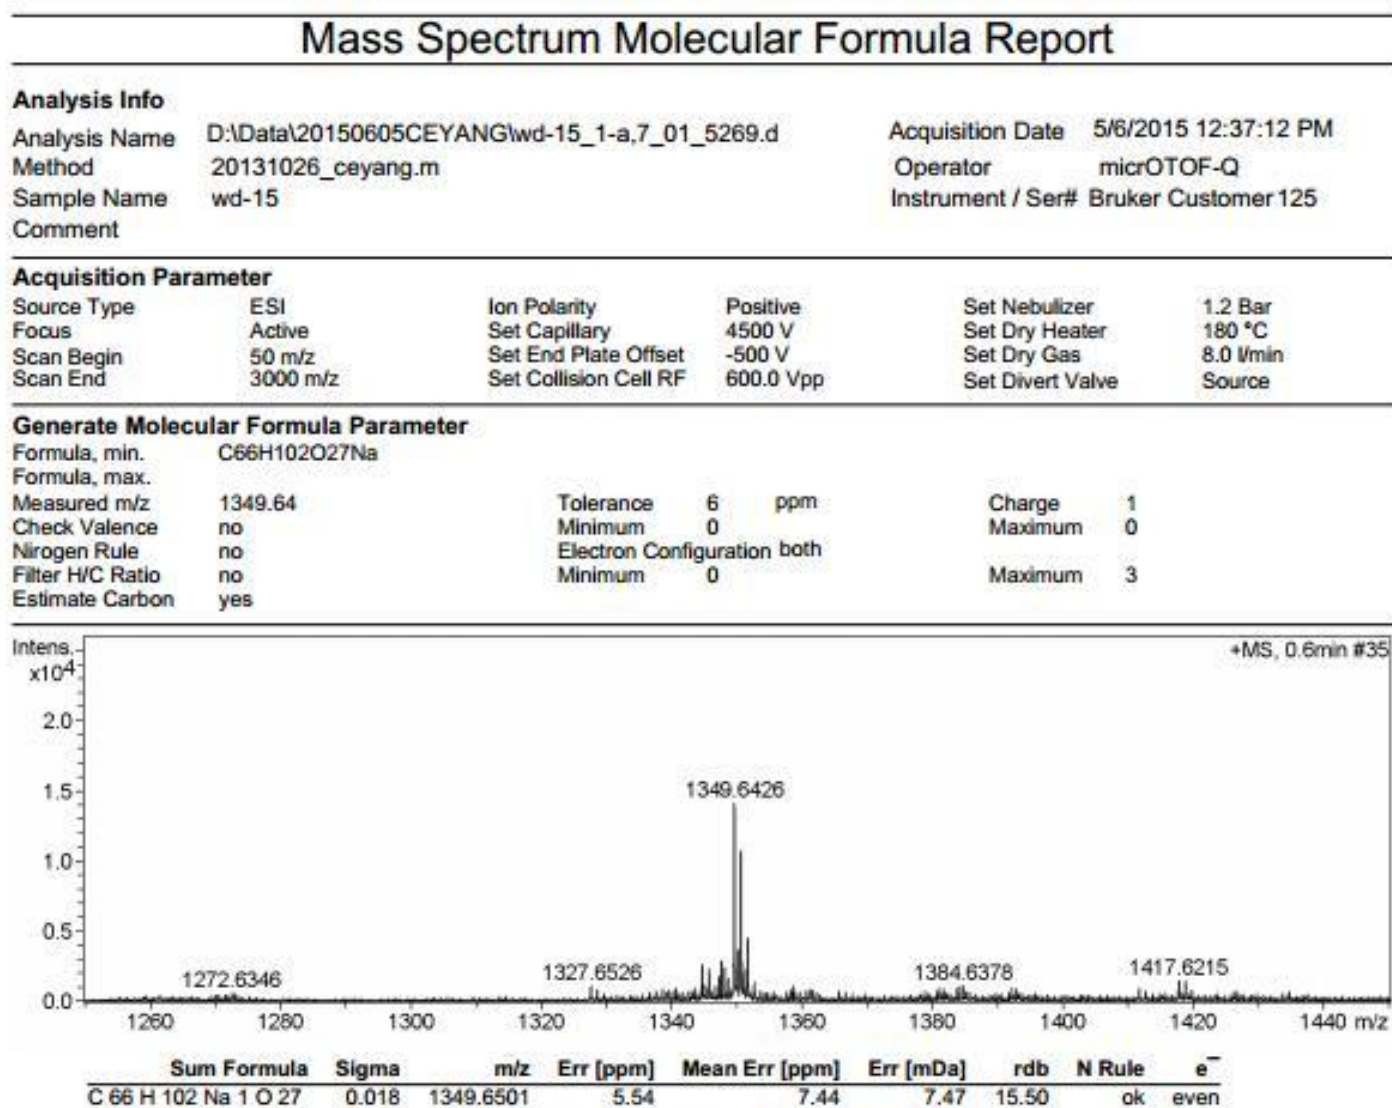 Mass Spectrum Molecular Formula Report
Analysis Info
Analysis Name D:\Data\20150605CEYANG\wd-15_1-a,7_01_5269.d Acquisition Date 5/6/2015 12:37:12 PM
Method 20131026_ceyang.m Operator micrOTOF-Q
Sample Name wd-15 Instrument / Ser# Bruker Customer 125
Comment
Acquisition Parameter
Source Type ESI Ion Polarity Positive Set Nebulizer 1.2 Bar
Focus Active Set Capillary 4500 V Set Dry Heater 180 °C
Scan Begin 50 m/z Set End Plate Offset -500 V Set Dry Gas 8.0 l/min
Scan End 3000 m/z Set Collision Cell RF 600.0 Vpp Set Divert Valve Source
Generate Molecular Formula Parameter
Formula, min. C66H102O27Na
Formula, max.
Measured m/z 1349.64 Tolerance 6 ppm Charge 1
Check Valence no Minimum 0 Maximum 0
Nirogen Rule no Electron Configuration both
Filter H/C Ratio no Minimum 0 Maximum 3
Estimate Carbon yes
Intens. +MS, 0.6min #35
x10⁴
2.0
1.5
1349.6426
1.0
0.5
1272.6346 1327.6526 1384.6378 1417.6215
0.0
1260 1280 1300 1320 1340 1360 1380 1400 1420 1440 m/z
Sum Formula Sigma m/z Err [ppm] Mean Err [ppm] Err [mDa] rdb N Rule e⁻
C 66 H 102 Na 1 O 27 0.018 1349.6501 5.54 7.44 7.47 15.50 ok even